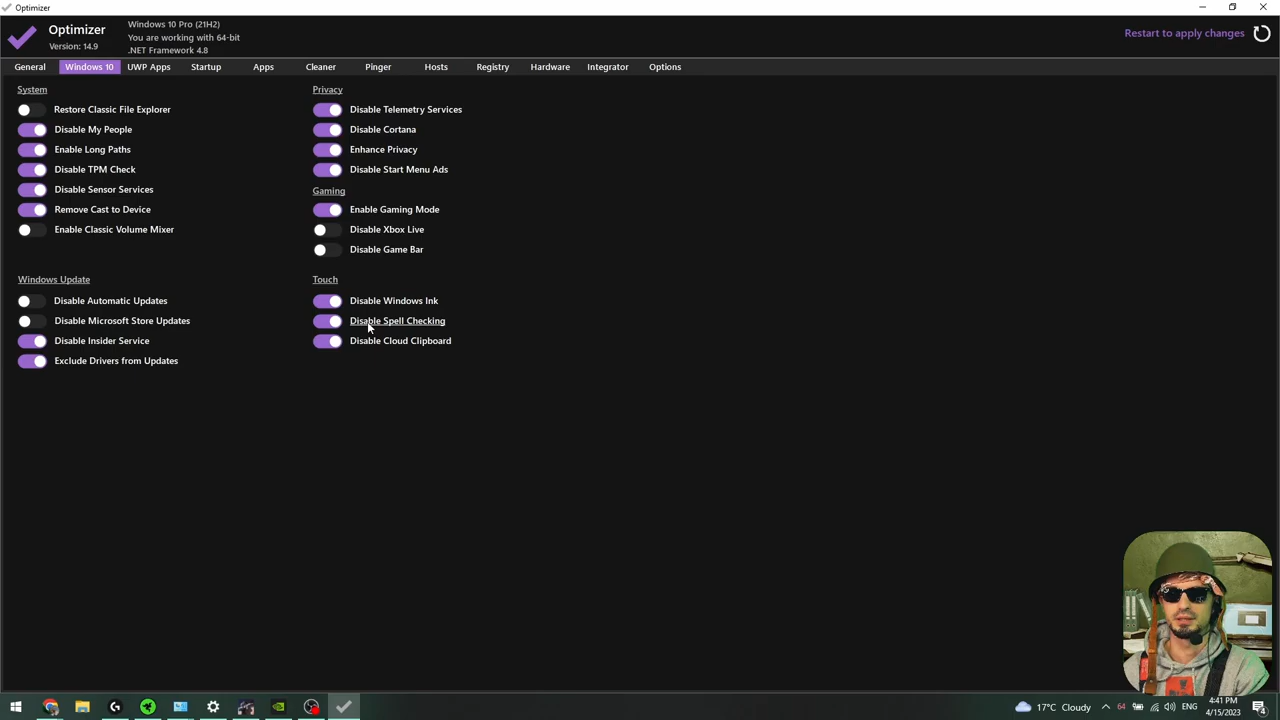 Optimizer
Optimizer
Version: 14.9
Windows 10 Pro (21H2)
You are working with 64-bit
.NET Framework 4.8
Restart to apply changes
General
Windows 10
UWP Apps
Startup
Apps
Cleaner
Pinger
Hosts
Registry
Hardware
Integrator
Options
System
Restore Classic File Explorer
Disable My People
Enable Long Paths
Disable TPM Check
Disable Sensor Services
Remove Cast to Device
Enable Classic Volume Mixer
Windows Update
Disable Automatic Updates
Disable Microsoft Store Updates
Disable Insider Service
Exclude Drivers from Updates
Privacy
Disable Telemetry Services
Disable Cortana
Enhance Privacy
Disable Start Menu Ads
Gaming
Enable Gaming Mode
Disable Xbox Live
Disable Game Bar
Touch
Disable Windows Ink
Disable Spell Checking
Disable Cloud Clipboard
17°C Cloudy
64
ENG
4:41 PM
4/15/2023
4